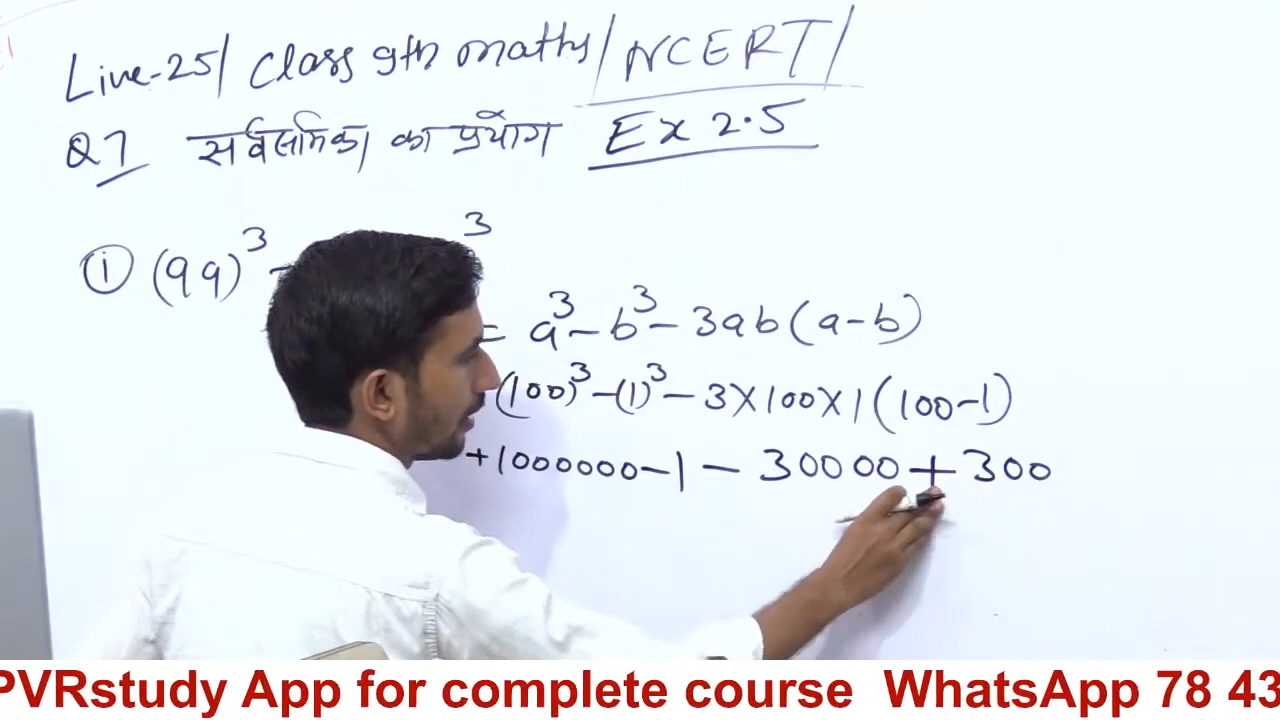 Live-25/ Class 9th maths/NCERT/
Q7 सर्वसमिका का प्रयोग Ex 2.5
① (99)³ = 3
= a³-b³-3ab(a-b)
(100)³-(1)³-3×100×1(100-1)
+1000000-1-30000+300
PVRstudy App for complete course WhatsApp 78 43